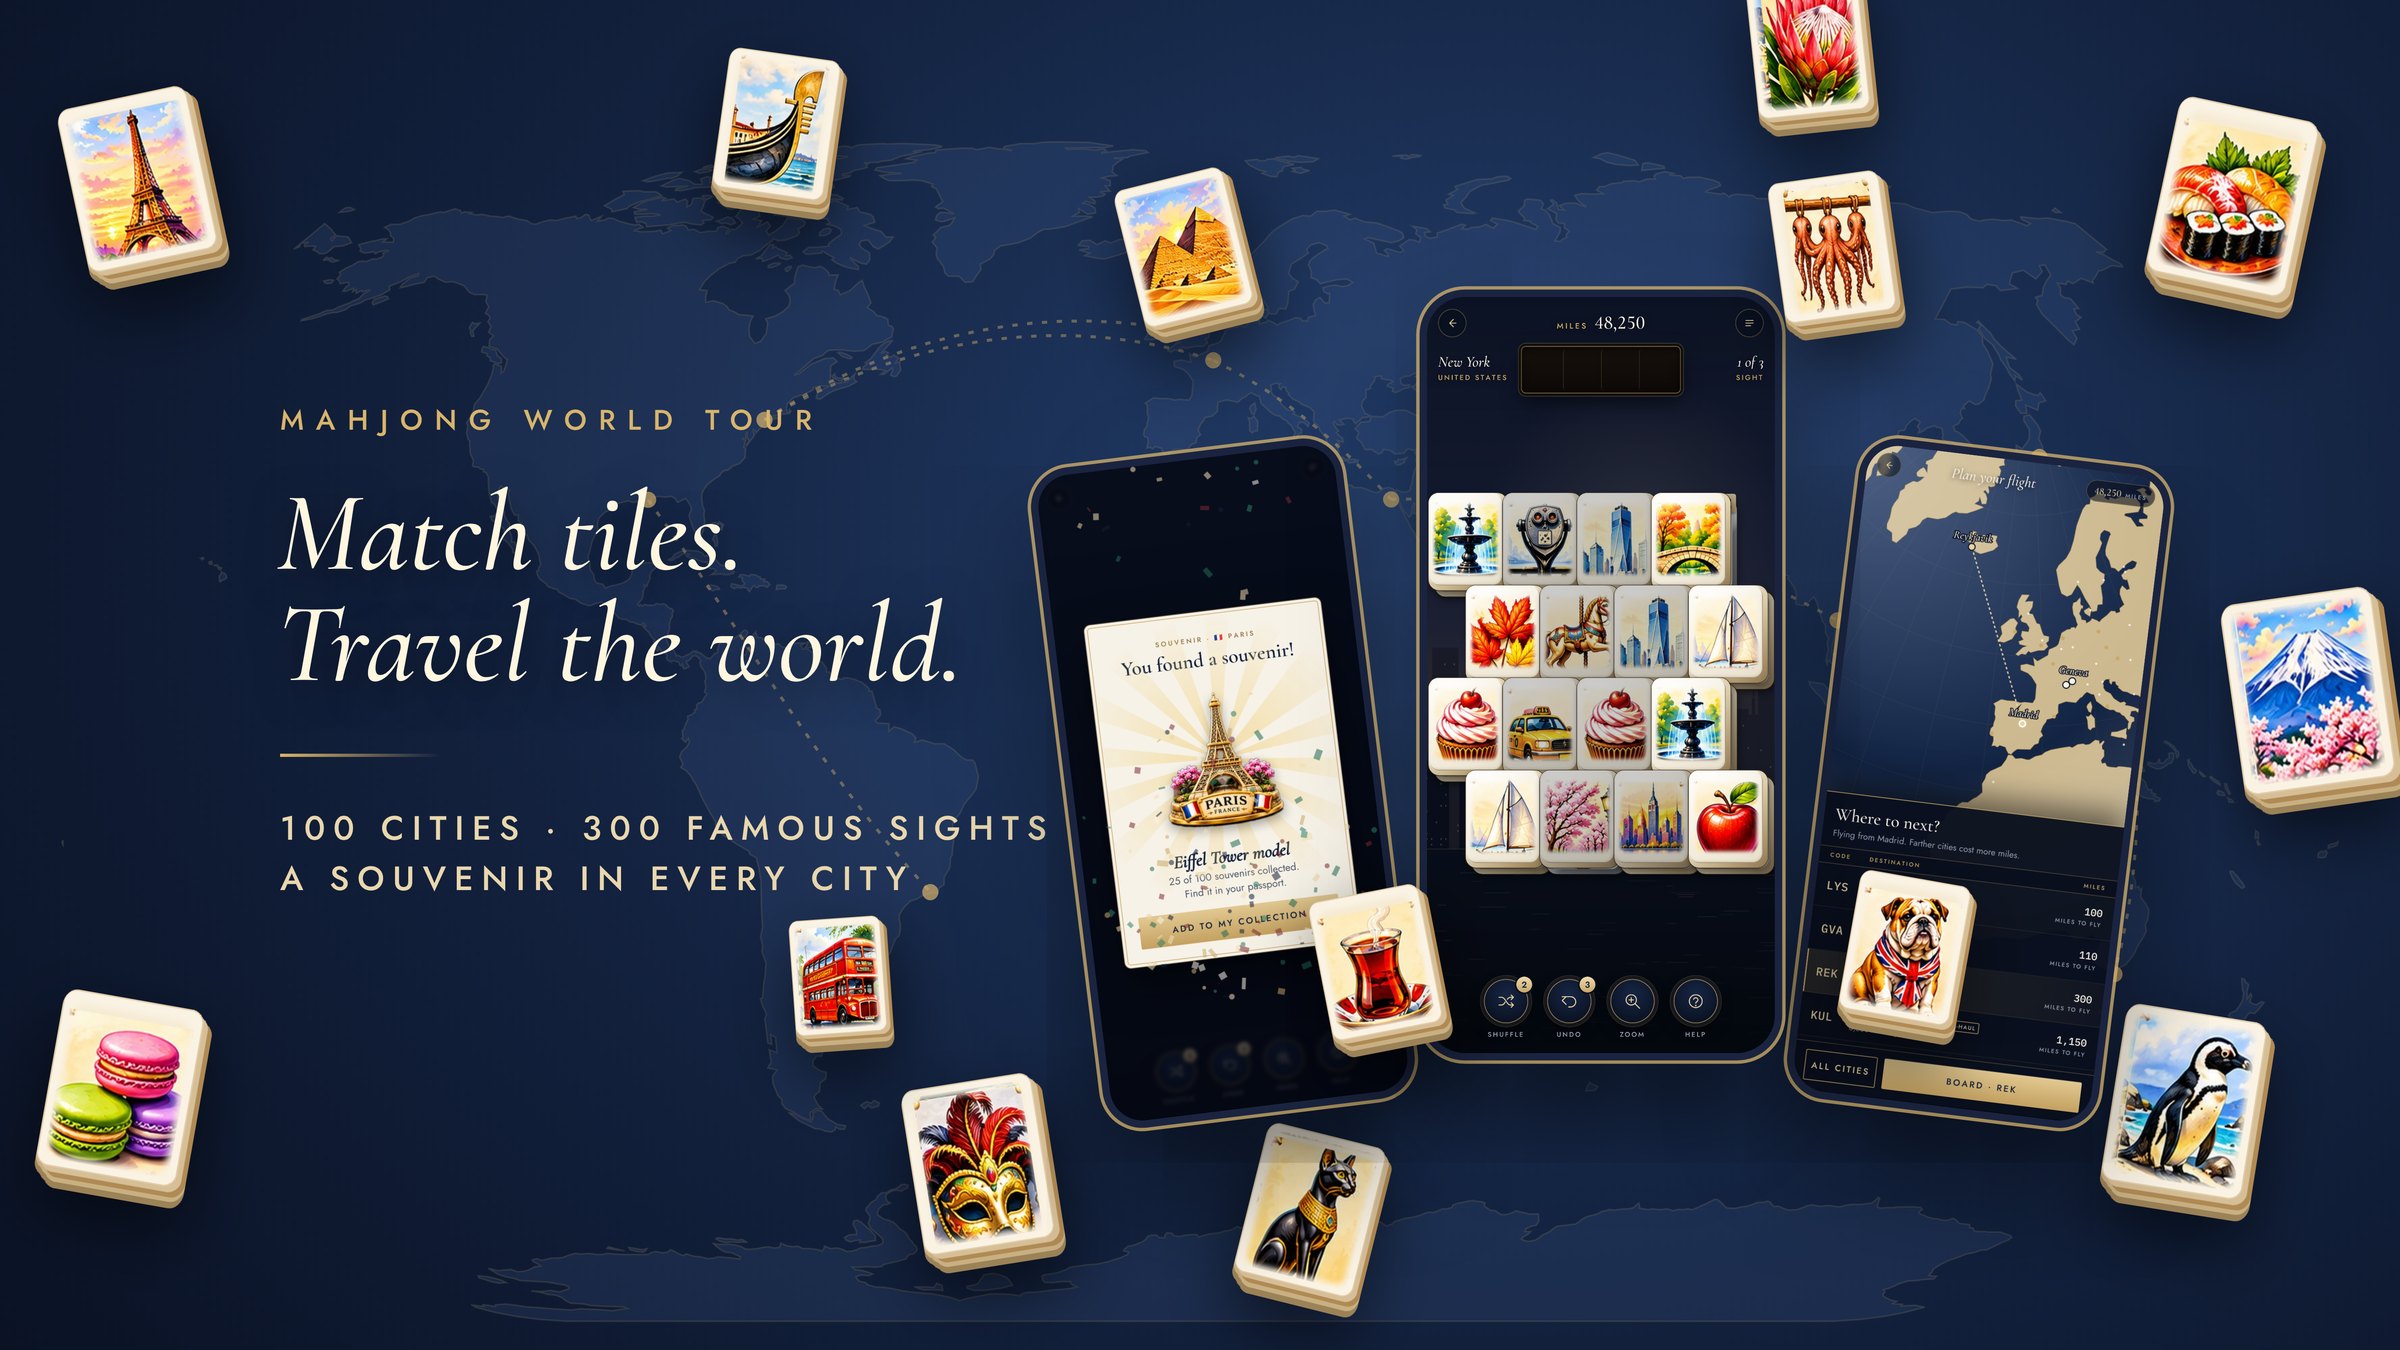 MAHJONG WORLD TOUR
Match tiles.
Travel the world.
100 CITIES · 300 FAMOUS SIGHTS
A SOUVENIR IN EVERY CITY
SOUVENIR · PARIS
You found a souvenir!
PARIS
FRANCE
Eiffel Tower model
25 of 100 souvenirs collected.
Find it in your passport.
ADD TO MY COLLECTION
MILES 48,250
New York
UNITED STATES
1 of 3
SIGHT
2
3
SHUFFLE
UNDO
ZOOM
HELP
Plan your flight
48,250 MILES
Reykjavik
Geneva
Madrid
Where to next?
Flying from Madrid. Farther cities cost more miles.
CODE DESTINATION MILES
LYS 100
MILES TO FLY
GVA 110
MILES TO FLY
REK 300
MILES TO FLY
KUL 1,150
MILES TO FLY
ALL CITIES
BOARD · REK